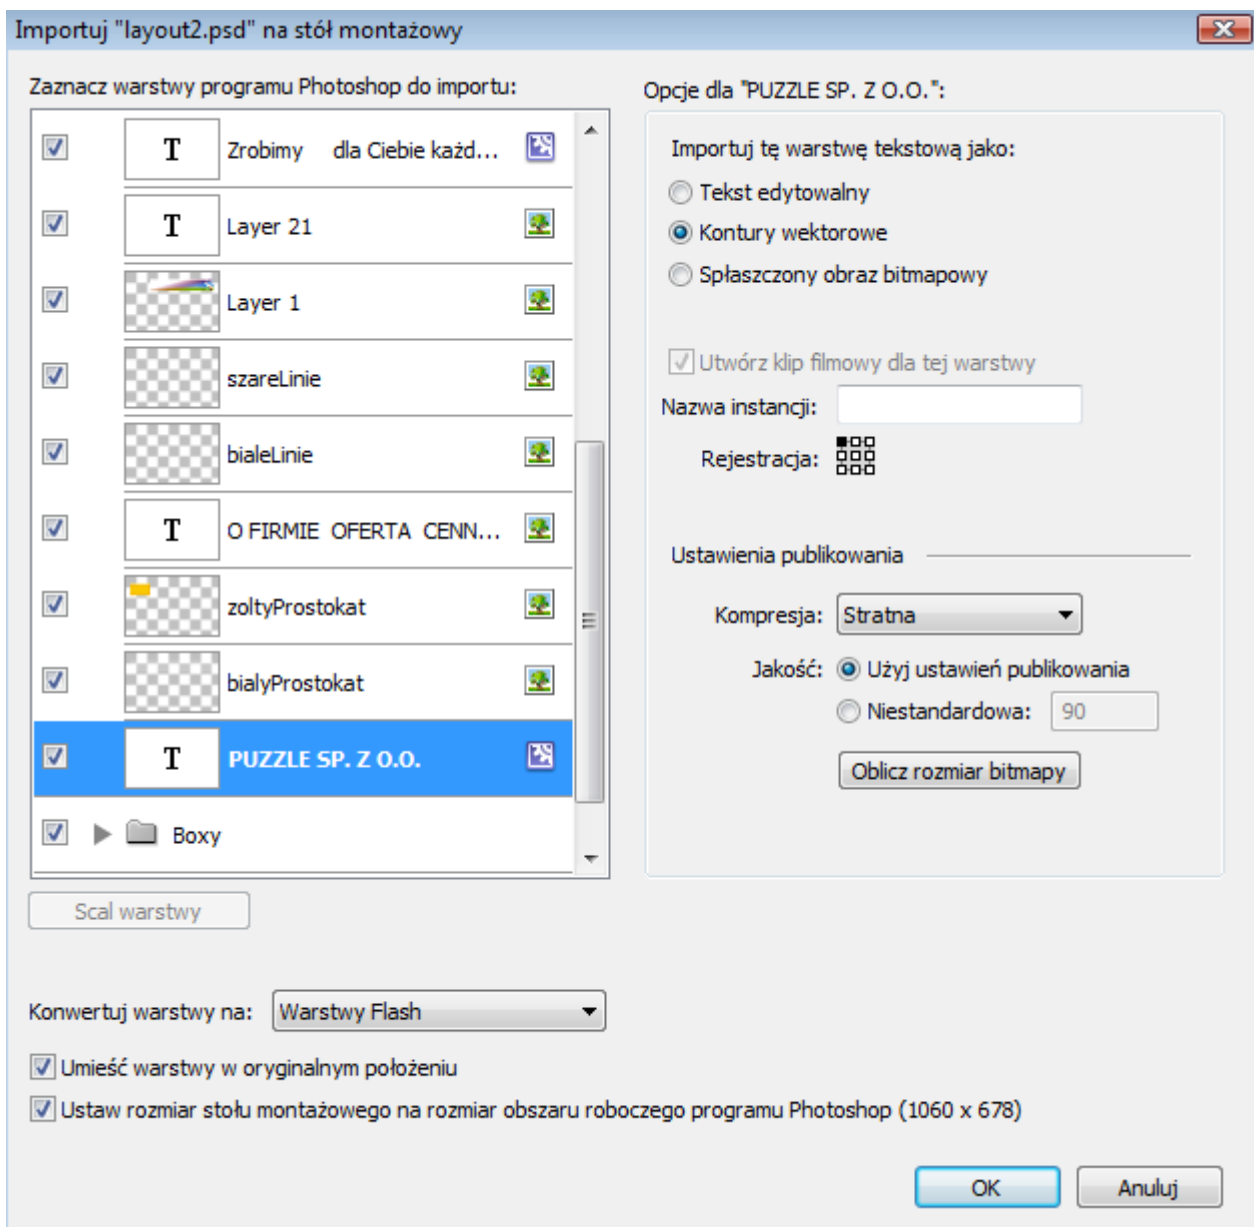 Importuj "layout2.psd" na stół montażowy
Zaznacz warstwy programu Photoshop do importu:
T Zrobimy dla Ciebie każd...
T Layer 21
Layer 1
szareLinie
bialeLinie
T O FIRMIE OFERTA CENN...
zoltyProstokat
bialyProstokat
T PUZZLE SP. Z O.O.
Boxy
Scal warstwy
Opcje dla "PUZZLE SP. Z O.O.":
Importuj tę warstwę tekstową jako:
Tekst edytowalny
Kontury wektorowe
Spłaszczony obraz bitmapowy
Utwórz klip filmowy dla tej warstwy
Nazwa instancji:
Rejestracja:
Ustawienia publikowania
Kompresja: Stratna
Jakość: Użyj ustawień publikowania
Niestandardowa: 90
Oblicz rozmiar bitmapy
Konwertuj warstwy na: Warstwy Flash
Umieść warstwy w oryginalnym położeniu
Ustaw rozmiar stołu montażowego na rozmiar obszaru roboczego programu Photoshop (1060 x 678)
OK Anuluj